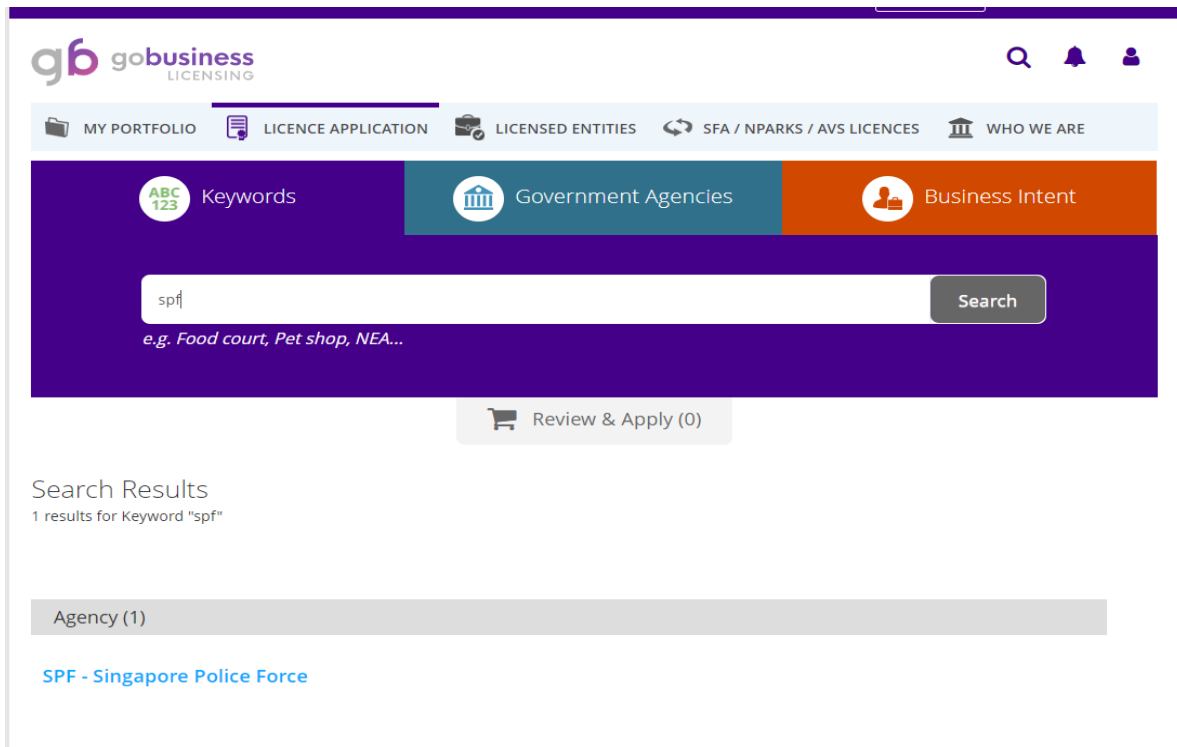 gb gobusiness
LICENSING
MY PORTFOLIO LICENCE APPLICATION LICENSED ENTITIES SFA / NPARKS / AVS LICENCES WHO WE ARE
ABC
123
Keywords Government Agencies Business Intent
spf Search
e.g. Food court, Pet shop, NEA...
Review & Apply (0)
Search Results
1 results for Keyword "spf"
Agency (1)
SPF - Singapore Police Force